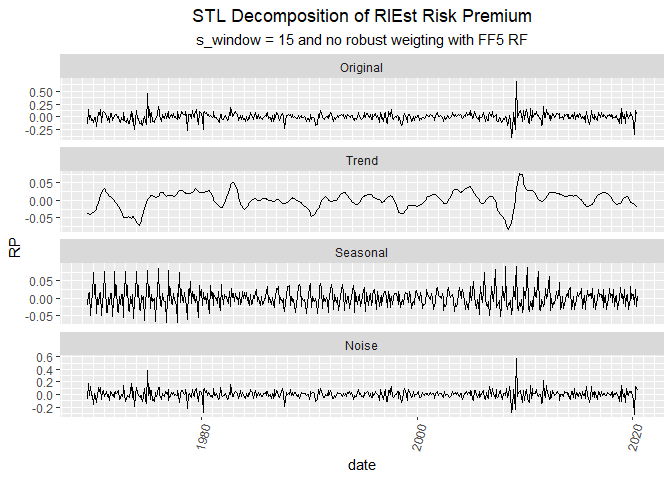 STL Decomposition of RlEst Risk Premium
s_window = 15 and no robust weigting with FF5 RF
Original
0.50
0.25
0.00
-0.25
Trend
0.05
0.00
-0.05
Seasonal
0.05
0.00
-0.05
Noise
0.6
0.4
0.2
0.0
-0.2
RP
1980
2000
2020
date